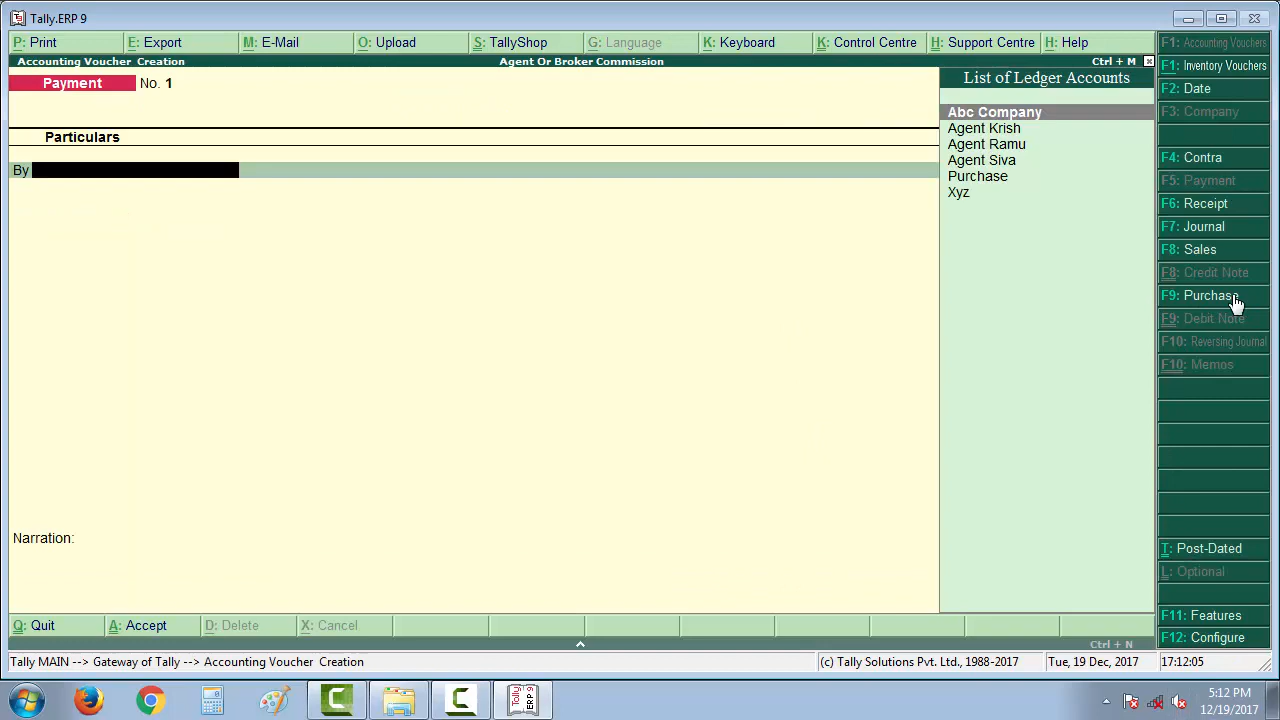 Tally.ERP 9
P: Print
E: Export
M: E-Mail
O: Upload
S: TallyShop
G: Language
K: Keyboard
K: Control Centre
H: Support Centre
H: Help
Accounting Voucher Creation
Agent Or Broker Commission
Ctrl + M
Payment No. 1
Particulars
By
Narration:
List of Ledger Accounts
Abc Company
Agent Krish
Agent Ramu
Agent Siva
Purchase
Xyz
F1: Accounting Vouchers
F1: Inventory Vouchers
F2: Date
F3: Company
F4: Contra
F5: Payment
F6: Receipt
F7: Journal
F8: Sales
F8: Credit Note
F9: Purchase
F9: Debit Note
F10: Reversing Journal
F10: Memos
T: Post-Dated
L: Optional
F11: Features
F12: Configure
Q: Quit
A: Accept
D: Delete
X: Cancel
Ctrl + N
Tally MAIN --> Gateway of Tally --> Accounting Voucher Creation
(c) Tally Solutions Pvt. Ltd., 1988-2017
Tue, 19 Dec, 2017
17:12:05
Tally
ERP 9
5:12 PM
12/19/2017